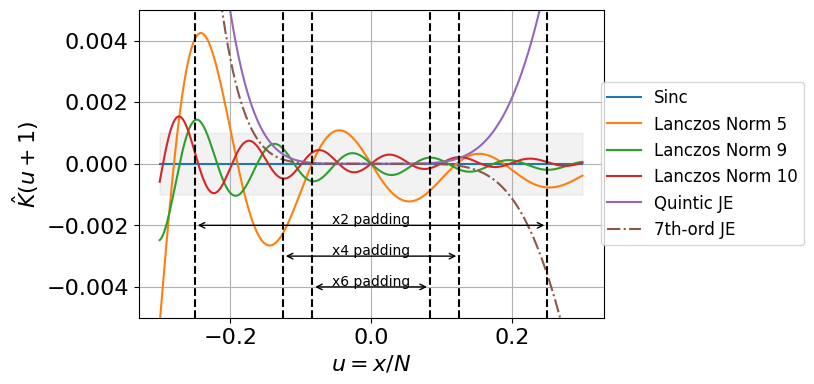 0.004
0.002
0.000
−0.002
−0.004
K̂(u + 1)
x2 padding
x4 padding
x6 padding
−0.2
0.0
0.2
u = x/N
Sinc
Lanczos Norm 5
Lanczos Norm 9
Lanczos Norm 10
Quintic JE
7th-ord JE